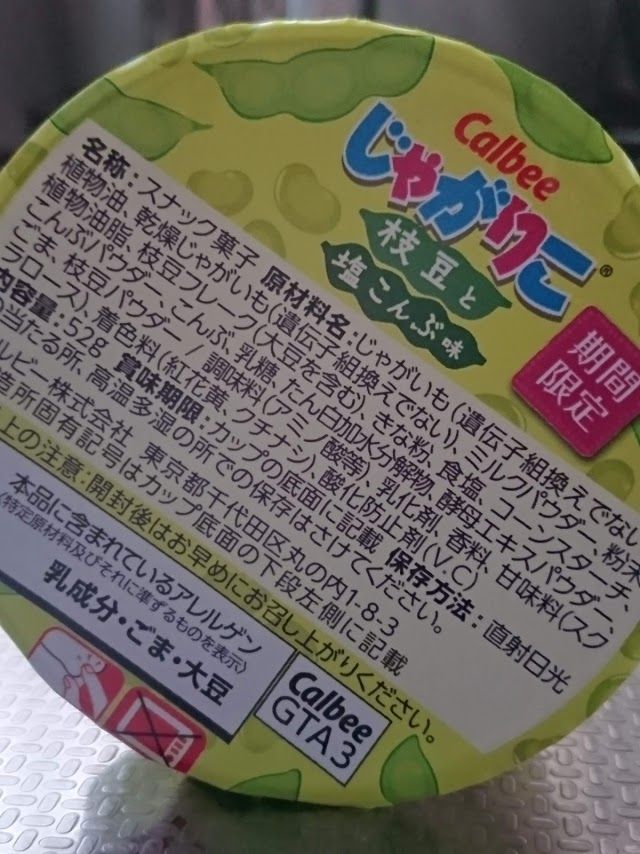 Calbee
じゃがりこ®
枝豆と
塩こんぶ味
期間
限定
名称：スナック菓子 原材料名：じゃがいも(遺伝子組換えでない)、
植物油、乾燥じゃがいも(遺伝子組換えでない)、ミルクパウダー、粉末
植物油脂、枝豆フレーク(大豆を含む)、きな粉、食塩、コーンスターチ、
こんぶパウダー、こんぶ、乳糖、たん白加水分解物、酵母エキスパウダー、
ごま、枝豆パウダー / 調味料(アミノ酸等)、乳化剤、香料、甘味料(スク
ラロース)、着色料(紅花黄、クチナシ)、酸化防止剤(V.C)
内容量：52g 賞味期限：カップの底面に記載 保存方法：直射日光
の当たる所、高温多湿の所での保存はさけてください。
ルビー株式会社 東京都千代田区丸の内1-8-3
造所固有記号はカップ底面の下段左側に記載
上の注意：開封後はお早めにお召し上がりください。
本品に含まれているアレルゲン
(特定原材料及びそれに準ずるものを表示)
乳成分・ごま・大豆
Calbee
GTA3